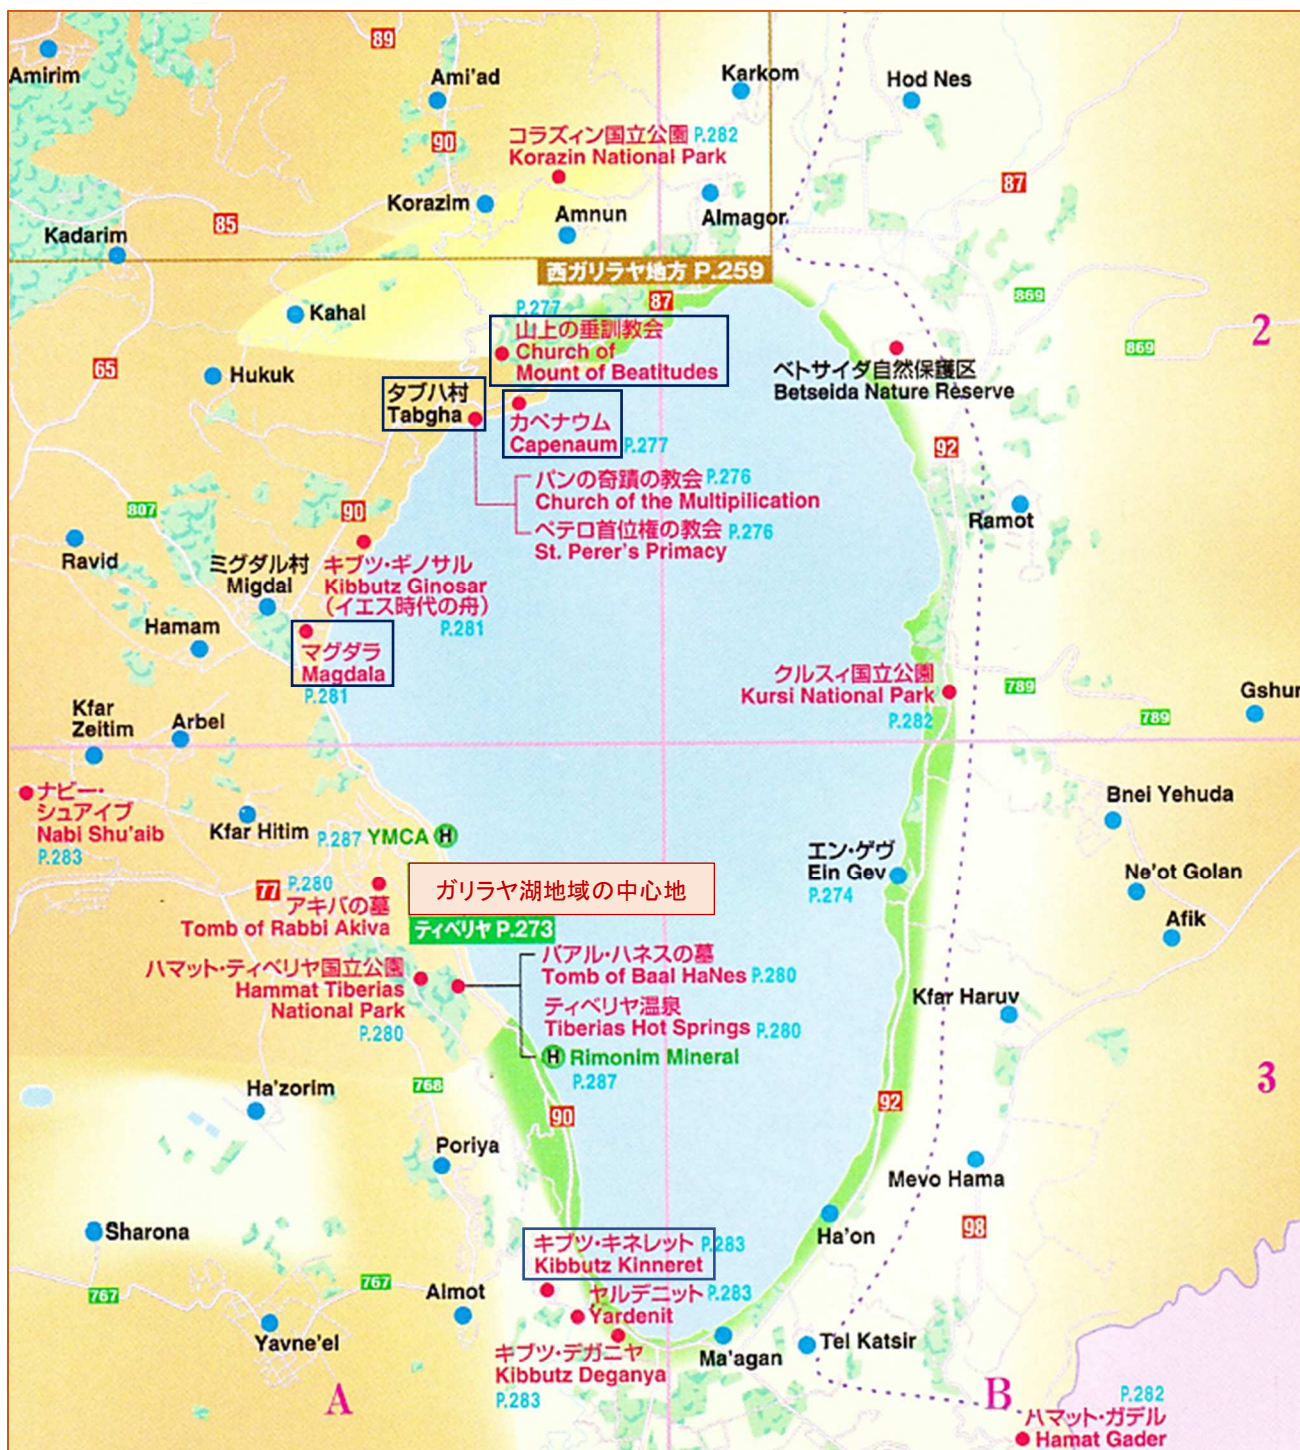 89
Amirim
Ami'ad
Karkom
Hod Nes
90
コラズィン国立公園 P.282
Korazin National Park
87
Korazim
Amnun
Almagor
85
Kadarim
西ガリラヤ地方 P.259
869
Kahal
P.277
87
山上の垂訓教会
Church of
Mount of Beatitudes
2
869
65
Hukuk
ベトサイダ自然保護区
Betseida Nature Reserve
タブハ村
Tabgha
カペナウム
Capenaum P.277
92
パンの奇蹟の教会 P.276
Church of the Multipilication
807
90
Ramot
ペテロ首位権の教会 P.276
St. Perer's Primacy
Ravid
ミグダル村
Migdal
キブツ・ギノサル
Kibbutz Ginosar
(イエス時代の舟)
P.281
Hamam
マグダラ
Magdala
P.281
クルスィ国立公園
Kursi National Park
P.282
789
Gshur
789
Kfar
Zeitim
Arbel
ナビー・
シュアイブ
Nabi Shu'aib
P.283
Kfar Hitim
P.287 YMCA H
Bnei Yehuda
エン・ゲヴ
Ein Gev
P.274
Ne'ot Golan
ガリラヤ湖地域の中心地
77
P.280
アキバの墓
Tomb of Rabbi Akiva
ティベリヤ P.273
Afik
バアル・ハネスの墓
Tomb of Baal HaNes P.280
ハマット・ティベリヤ国立公園
Hammat Tiberias
National Park
P.280
ティベリヤ温泉
Tiberias Hot Springs P.280
H Rimonim Mineral
P.287
Kfar Haruv
3
Ha'zorim
768
90
92
Poriya
Mevo Hama
Sharona
98
Ha'on
キブツ・キネレット P.283
Kibbutz Kinneret
767
767
Almot
ヤルデニット P.283
Yardenit
Yavne'el
キブツ・デガニヤ
Kibbutz Deganya
P.283
Ma'agan
Tel Katsir
A
B
P.282
ハマット・ガデル
Hamat Gader